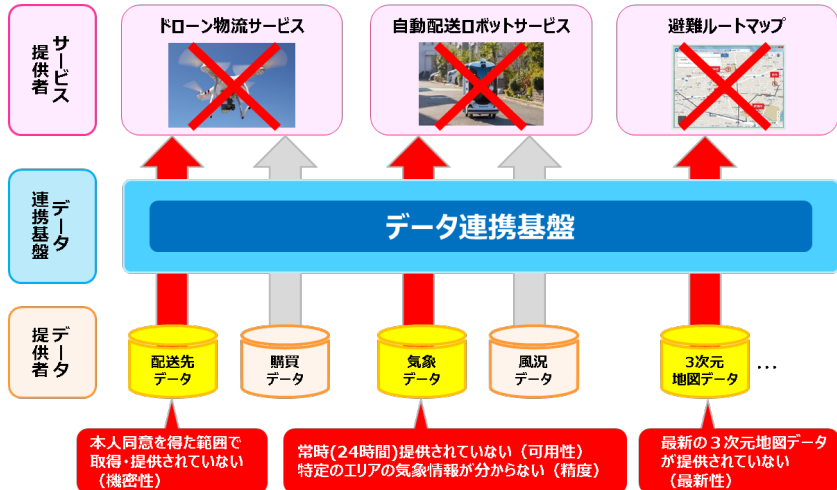 サービス
提供者
ドローン物流サービス
自動配送ロボットサービス
避難ルートマップ
データ
連携基盤
データ連携基盤
データ
提供者
配送先
データ
購買
データ
気象
データ
風況
データ
3次元
地図データ
…
本人同意を得た範囲で
取得・提供されていない
（機密性）
常時(24時間)提供されていない（可用性）
特定のエリアの気象情報が分からない（精度）
最新の３次元地図データ
が提供されていない
（最新性）